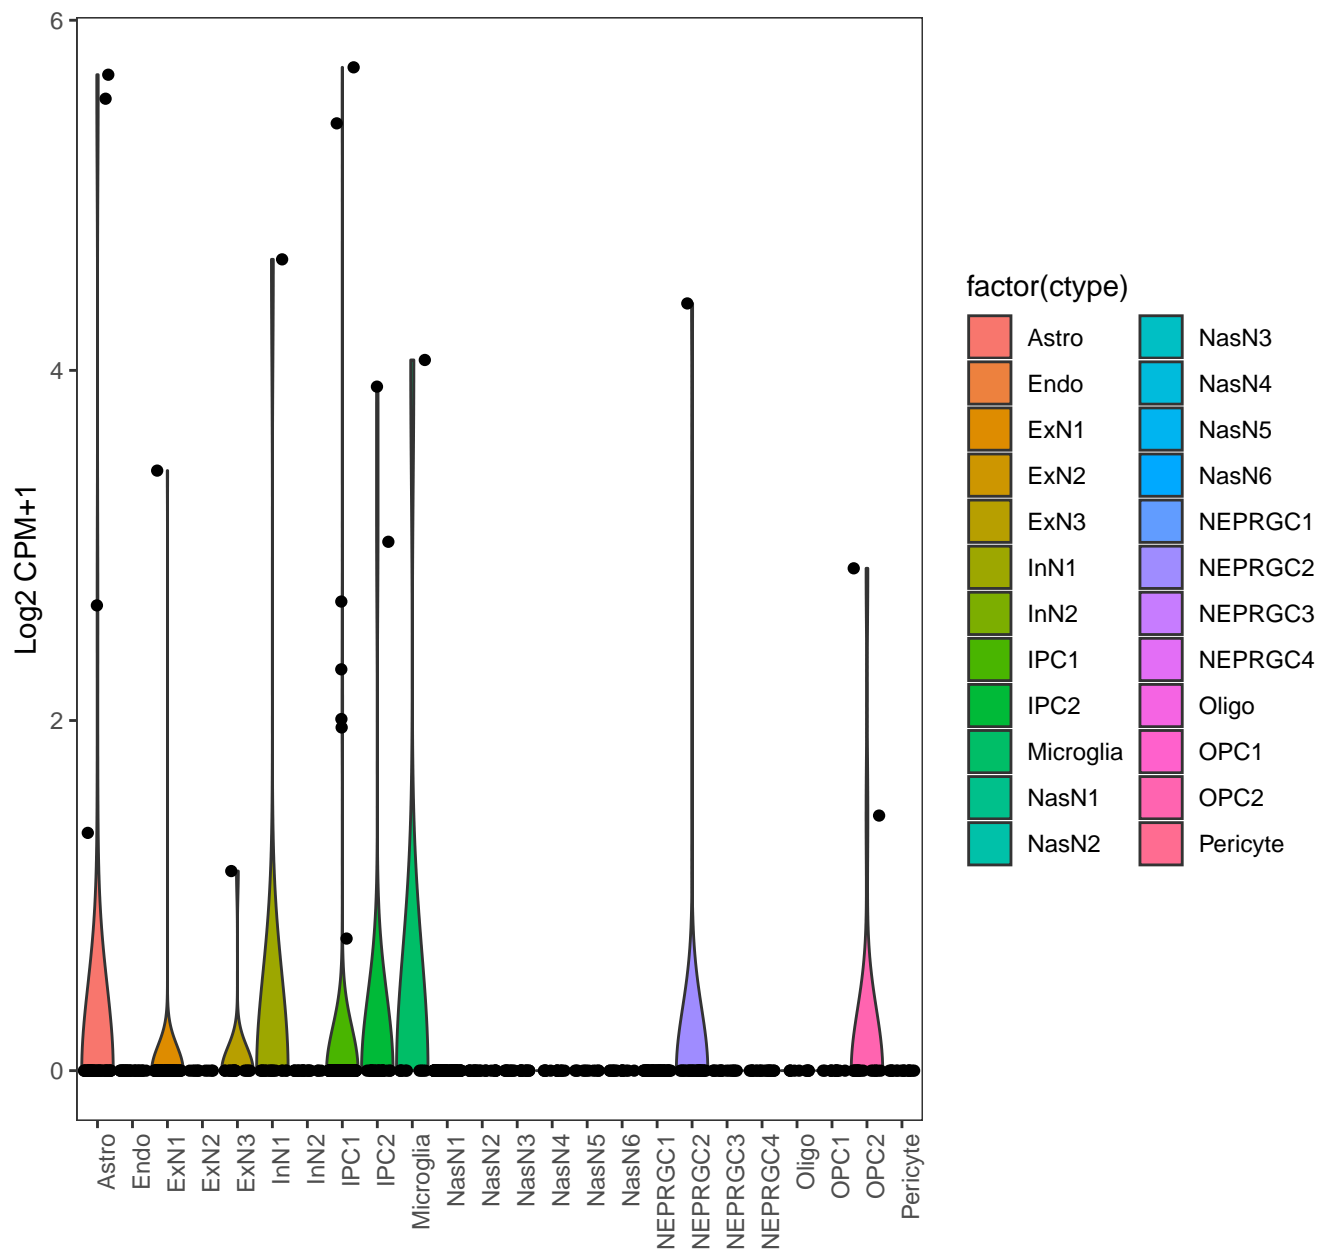 6
4
2
0
Log2 CPM+1
Astro
Endo
ExN1
ExN2
ExN3
InN1
InN2
IPC1
IPC2
Microglia
NasN1
NasN2
NasN3
NasN4
NasN5
NasN6
NEPRGC1
NEPRGC2
NEPRGC3
NEPRGC4
Oligo
OPC1
OPC2
Pericyte
factor(ctype)
Astro
Endo
ExN1
ExN2
ExN3
InN1
InN2
IPC1
IPC2
Microglia
NasN1
NasN2
NasN3
NasN4
NasN5
NasN6
NEPRGC1
NEPRGC2
NEPRGC3
NEPRGC4
Oligo
OPC1
OPC2
Pericyte